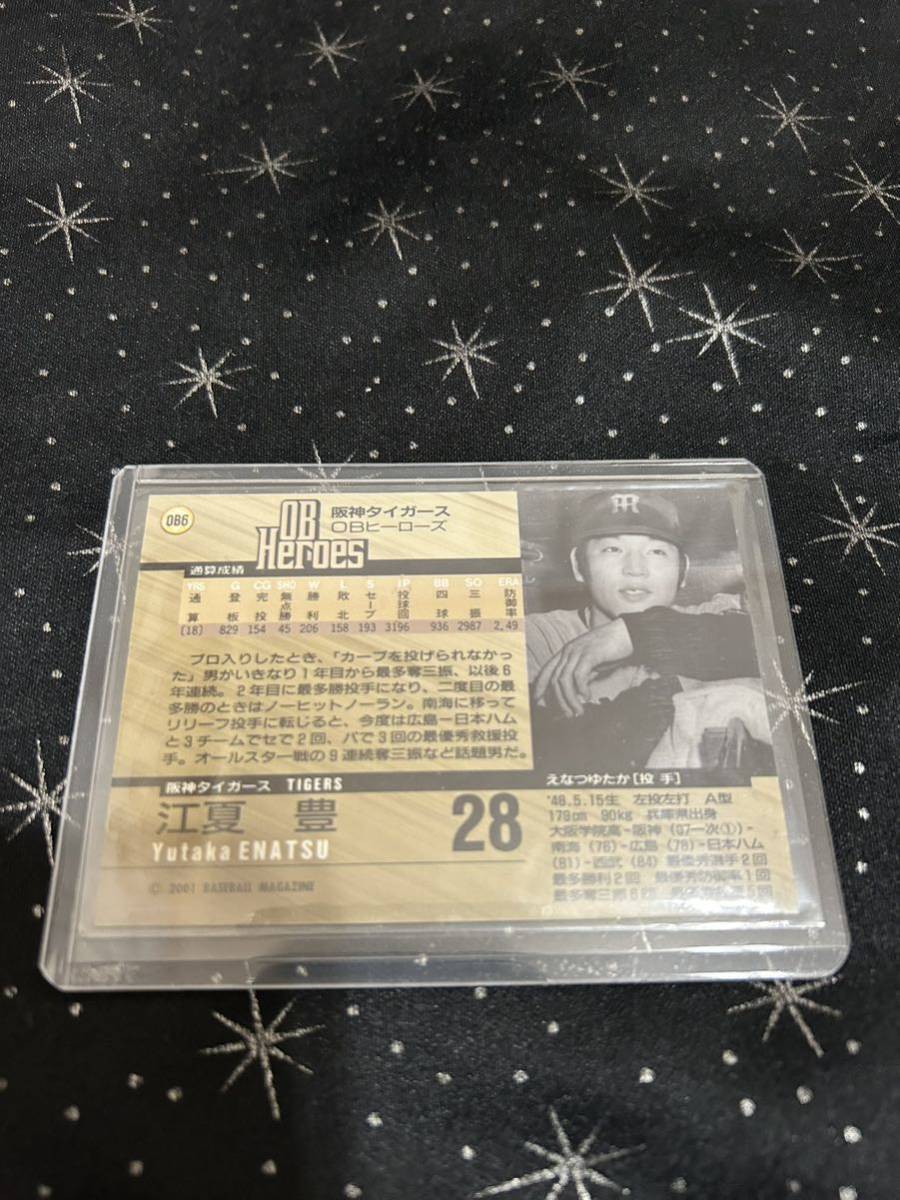 OB6
OB
Heroes
阪神タイガース
OBヒーローズ
通算成績
YRS G CG SHO W L S IP BB SO ERA
通算 登板 完投 無点勝 勝利 敗北 セーブ 投球回 四球 三振 防御率
(18) 829 154 45 206 158 193 3196 936 2987 2.49
プロ入りしたとき、「カーブを投げられなかっ
た」男がいきなり1年目から最多奪三振、以後6
年連続。2年目に最多勝投手になり、二度目の最
多勝のときはノーヒットノーラン。南海に移って
リリーフ投手に転じると、今度は広島―日本ハム
と3チームでセで2回、パで3回の最優秀救援投
手。オールスター戦の9連続奪三振など話題男だ。
阪神タイガース TIGERS
江夏 豊
Yutaka ENATSU
28
© 2001 BASEBALL MAGAZINE
えなつゆたか[投手]
'48.5.15生 左投左打 A型
179cm 90kg 兵庫県出身
大阪学院高-阪神(67一次①)-
南海(76)-広島(78)-日本ハム
(81)-西武(84) 最優秀選手2回
最多勝利2回 最優秀防御率1回
最多奪三振6回